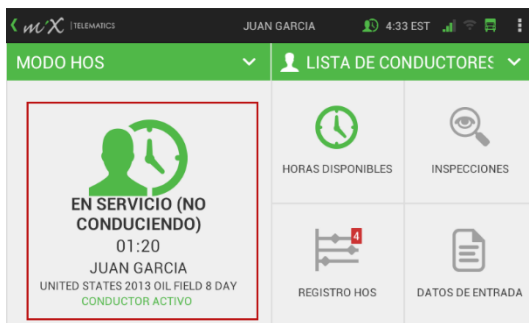 miX TELEMATICS
JUAN GARCIA
4:33 EST
MODO HOS
LISTA DE CONDUCTORES
EN SERVICIO (NO
CONDUCIENDO)
01:20
JUAN GARCIA
UNITED STATES 2013 OIL FIELD 8 DAY
CONDUCTOR ACTIVO
HORAS DISPONIBLES
INSPECCIONES
4
REGISTRO HOS
DATOS DE ENTRADA